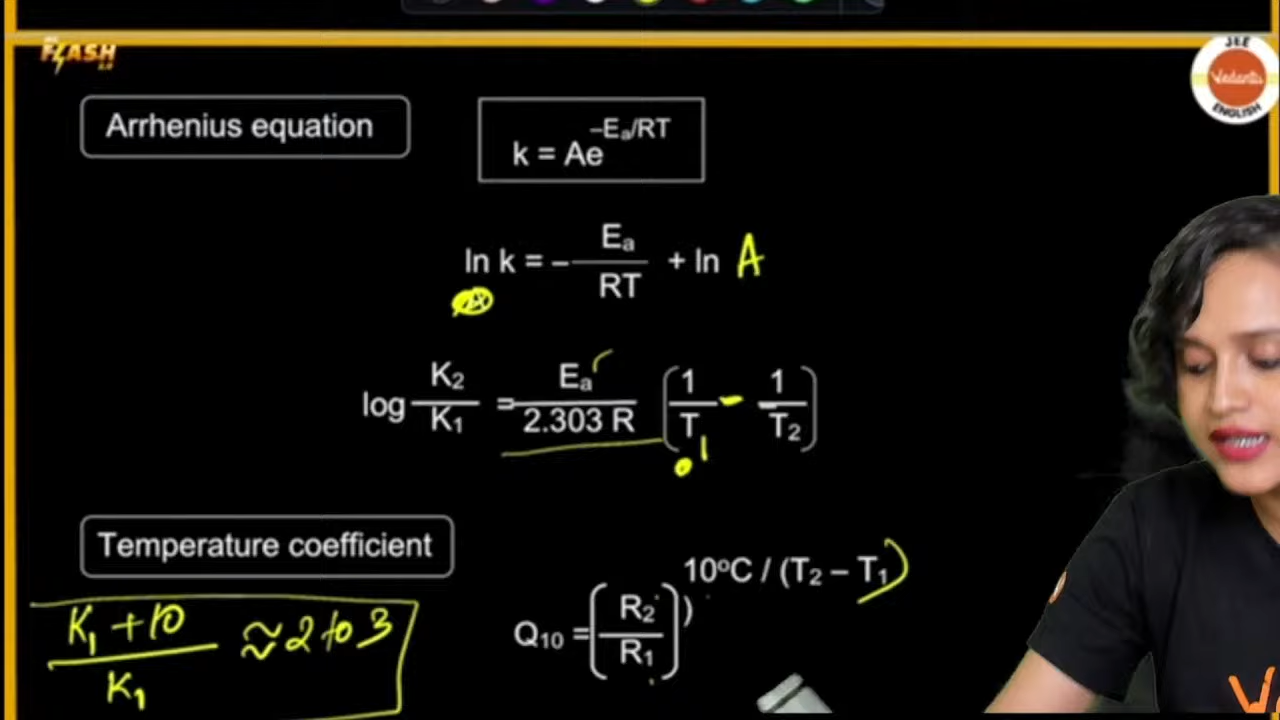 FLASH
JEE
Vedantu
ENGLISH
Arrhenius equation
k = Ae^–Eₐ/RT
ln k = – Eₐ / RT + ln A
log K₂ / K₁ = Eₐ / 2.303 R (1 / T₁ - 1 / T₂)
Temperature coefficient
K₁ + 10 / K₁ ≈ 2 to 3
Q₁₀ = (R₂ / R₁))^10°C / (T₂ – T₁)